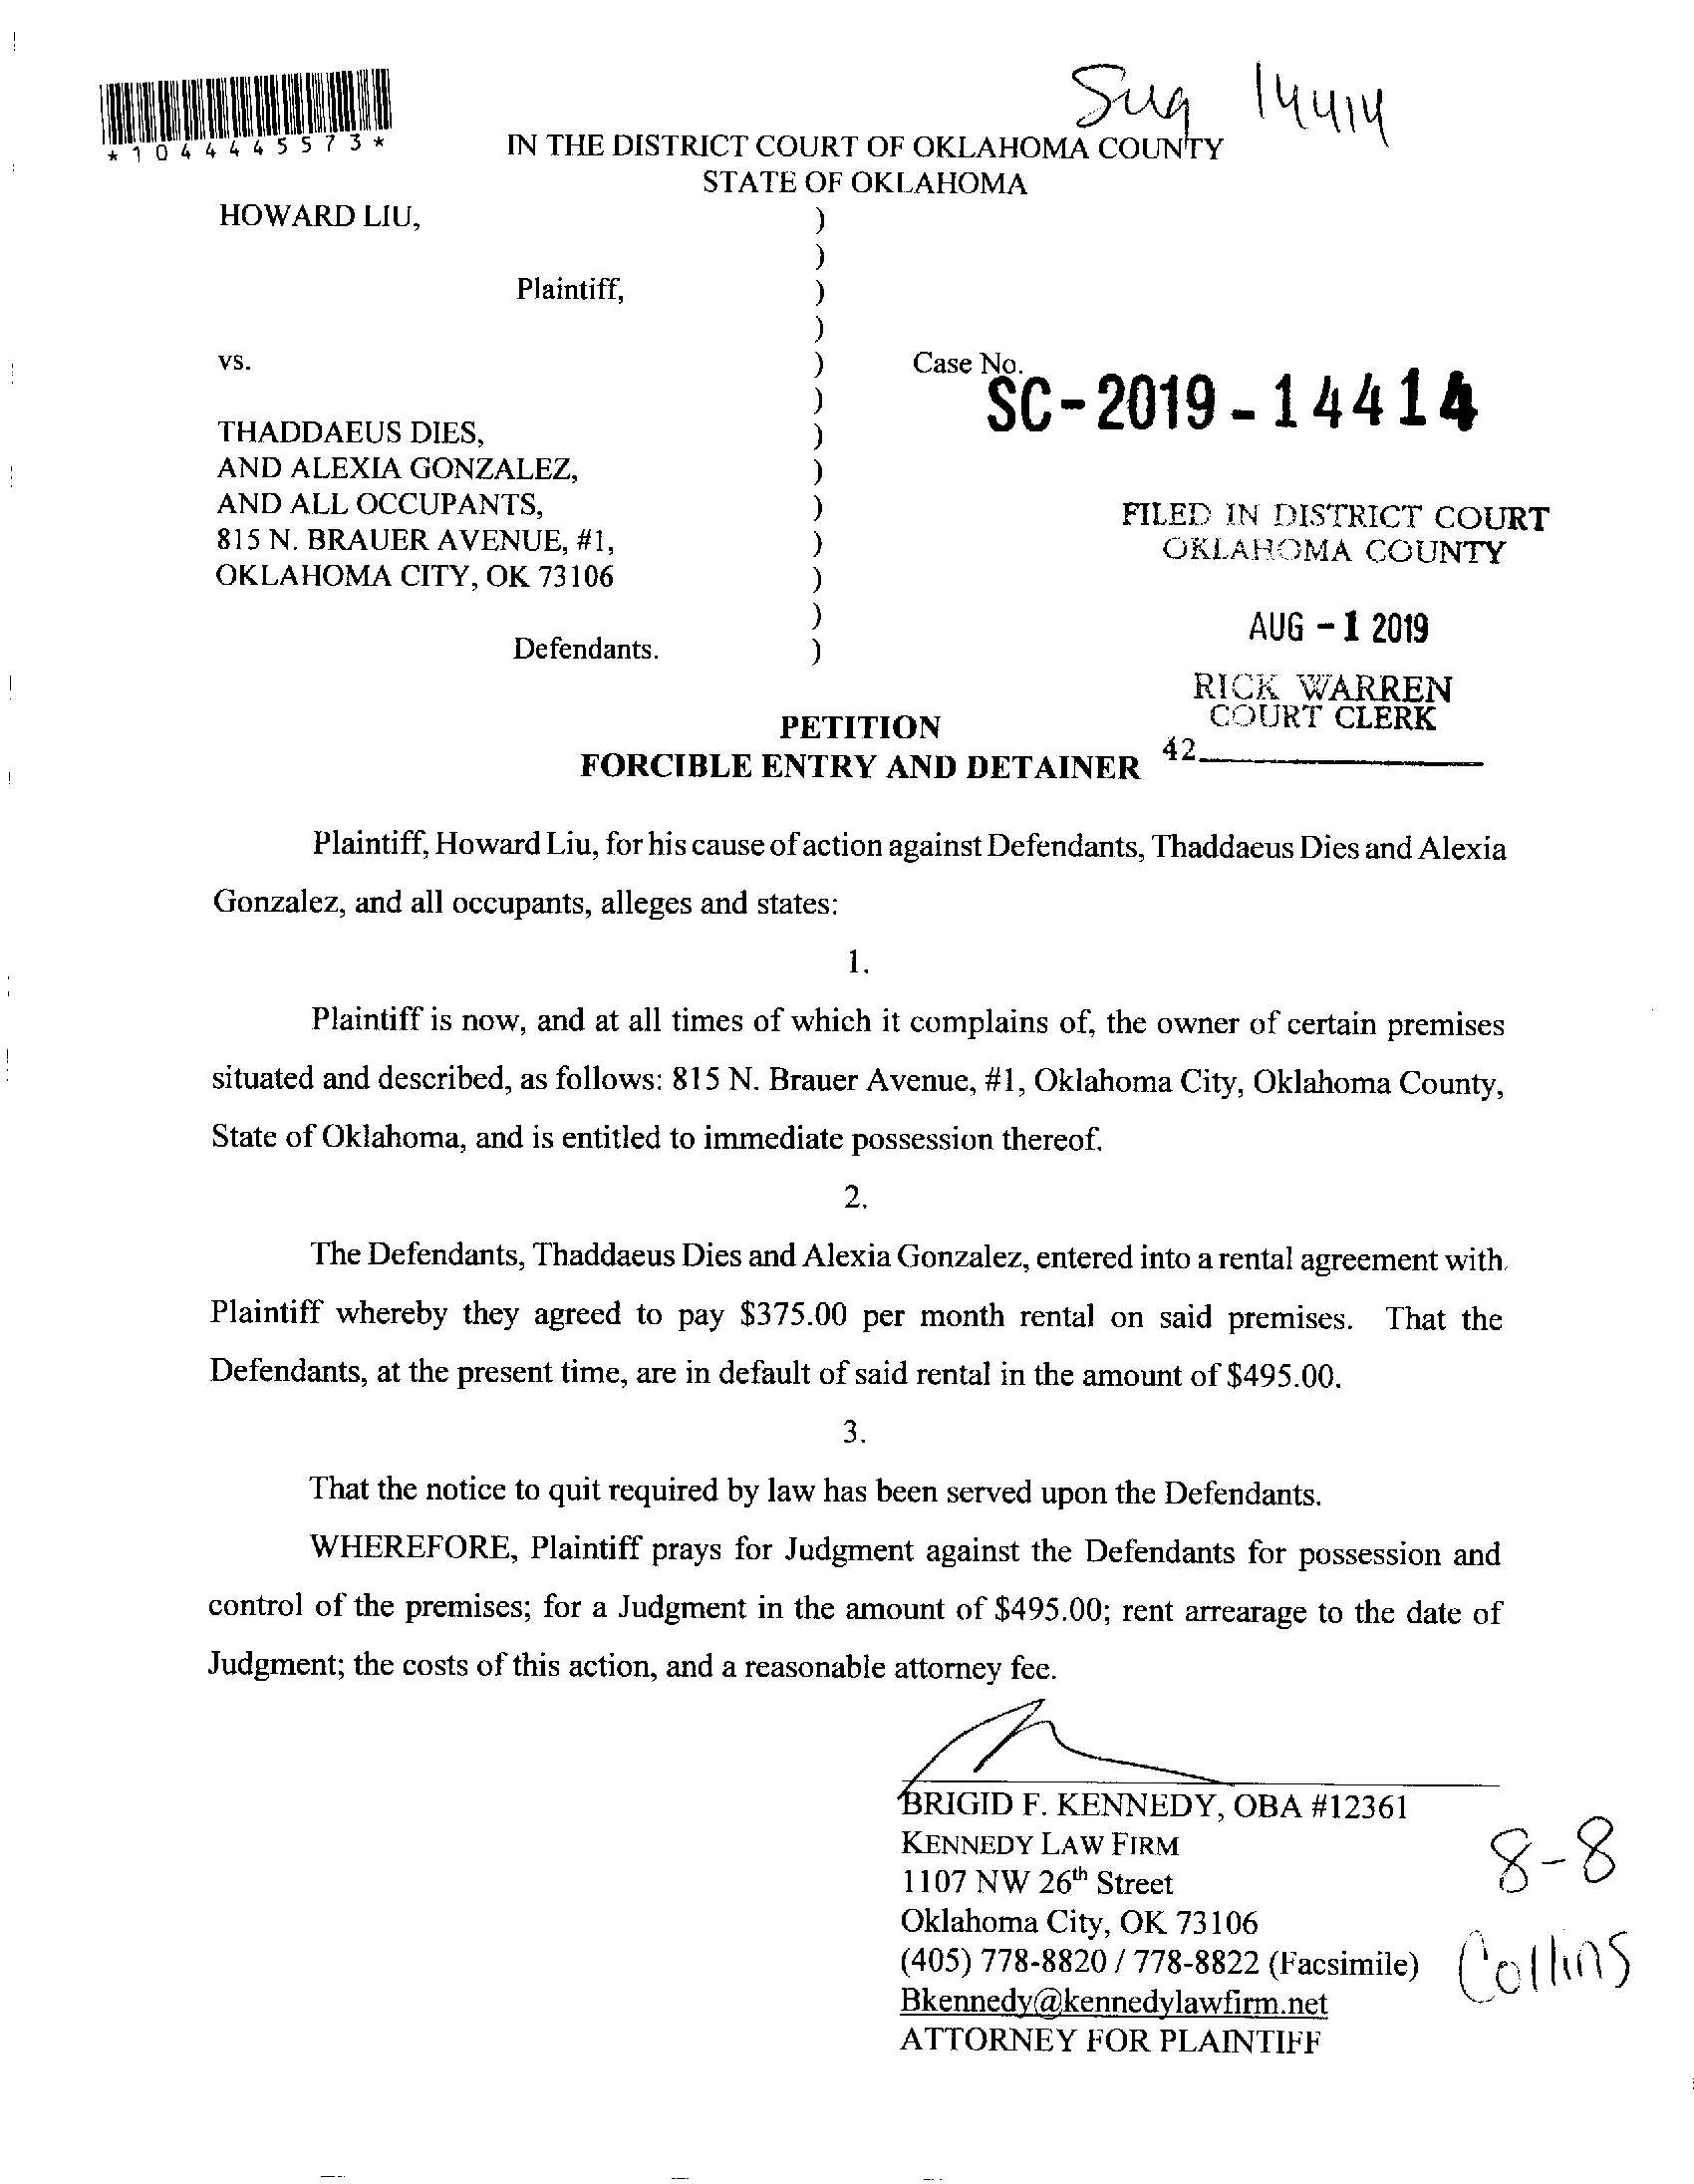 Sug 14414
*1044445573*
IN THE DISTRICT COURT OF OKLAHOMA COUNTY
STATE OF OKLAHOMA
HOWARD LIU, )
)
Plaintiff, )
)
vs. ) Case No.
) SC-2019-14414
THADDAEUS DIES, )
AND ALEXIA GONZALEZ, )
AND ALL OCCUPANTS, ) FILED IN DISTRICT COURT
815 N. BRAUER AVENUE, #1, ) OKLAHOMA COUNTY
OKLAHOMA CITY, OK 73106 )
) AUG -1 2019
Defendants. )
RICK WARREN
COURT CLERK
42
PETITION
FORCIBLE ENTRY AND DETAINER
Plaintiff, Howard Liu, for his cause of action against Defendants, Thaddaeus Dies and Alexia
Gonzalez, and all occupants, alleges and states:
1.
Plaintiff is now, and at all times of which it complains of, the owner of certain premises
situated and described, as follows: 815 N. Brauer Avenue, #1, Oklahoma City, Oklahoma County,
State of Oklahoma, and is entitled to immediate possession thereof.
2.
The Defendants, Thaddaeus Dies and Alexia Gonzalez, entered into a rental agreement with
Plaintiff whereby they agreed to pay $375.00 per month rental on said premises. That the
Defendants, at the present time, are in default of said rental in the amount of $495.00.
3.
That the notice to quit required by law has been served upon the Defendants.
WHEREFORE, Plaintiff prays for Judgment against the Defendants for possession and
control of the premises; for a Judgment in the amount of $495.00; rent arrearage to the date of
Judgment; the costs of this action, and a reasonable attorney fee.
BRIGID F. KENNEDY, OBA #12361
KENNEDY LAW FIRM
1107 NW 26th Street
Oklahoma City, OK 73106
(405) 778-8820 / 778-8822 (Facsimile)
Bkennedy@kennedylawfirm.net
ATTORNEY FOR PLAINTIFF
8-8
Collins